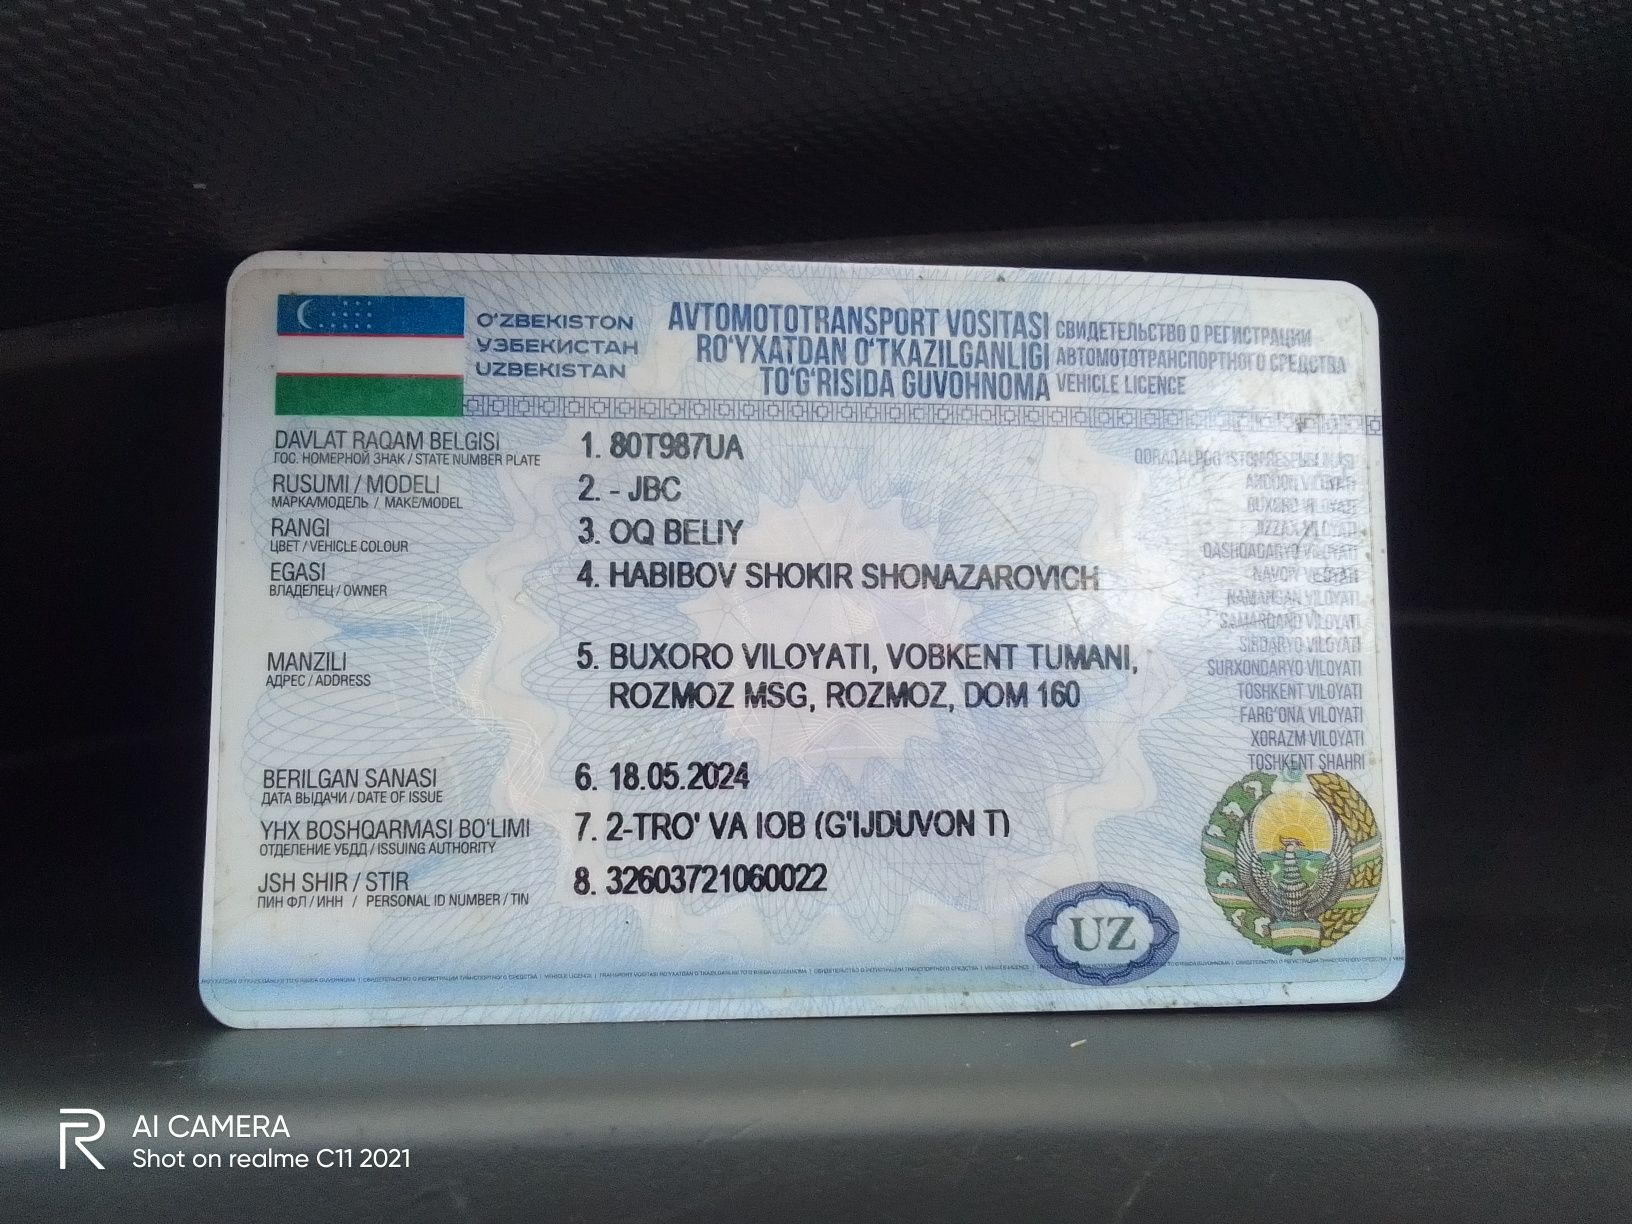 O'ZBEKISTON
УЗБЕКИСТАН
UZBEKISTAN
AVTOMOTOTRANSPORT VOSITASI
RO'YXATDAN O'TKAZILGANLIGI
TO'G'RISIDA GUVOHNOMA
СВИДЕТЕЛЬСТВО О РЕГИСТРАЦИИ
АВТОМОТОТРАНСПОРТНОГО СРЕДСТВА
VEHICLE LICENCE
DAVLAT RAQAM BELGISI 1. 80T987UA
ГОС. НОМЕРНОЙ ЗНАК / STATE NUMBER PLATE
RUSUMI / MODELI 2. - JBC
МАРКА/МОДЕЛЬ / MAKE/MODEL
RANGI 3. OQ BELIY
ЦВЕТ / VEHICLE COLOUR
EGASI 4. HABIBOV SHOKIR SHONAZAROVICH
ВЛАДЕЛЕЦ / OWNER
MANZILI 5. BUXORO VILOYATI, VOBKENT TUMANI,
АДРЕС / ADDRESS ROZMOZ MSG, ROZMOZ, DOM 160
BERILGAN SANASI 6. 18.05.2024
ДАТА ВЫДАЧИ / DATE OF ISSUE
YHX BOSHQARMASI BO'LIMI 7. 2-TRO' VA IOB (G'IJDUVON T)
ОТДЕЛЕНИЕ УБДД / ISSUING AUTHORITY
JSH SHIR / STIR 8. 32603721060022
ПИН ФЛ / ИНН / PERSONAL ID NUMBER / TIN
BUXORO VILOYATI
JIZZAX VILOYATI
QASHQADARYO VILOYATI
NAVOIY VILOYATI
NAMANGAN VILOYATI
SAMARQAND VILOYATI
SIRDARYO VILOYATI
SURXONDARYO VILOYATI
TOSHKENT VILOYATI
FARG'ONA VILOYATI
XORAZM VILOYATI
TOSHKENT SHAHRI
UZ
AI CAMERA
Shot on realme C11 2021